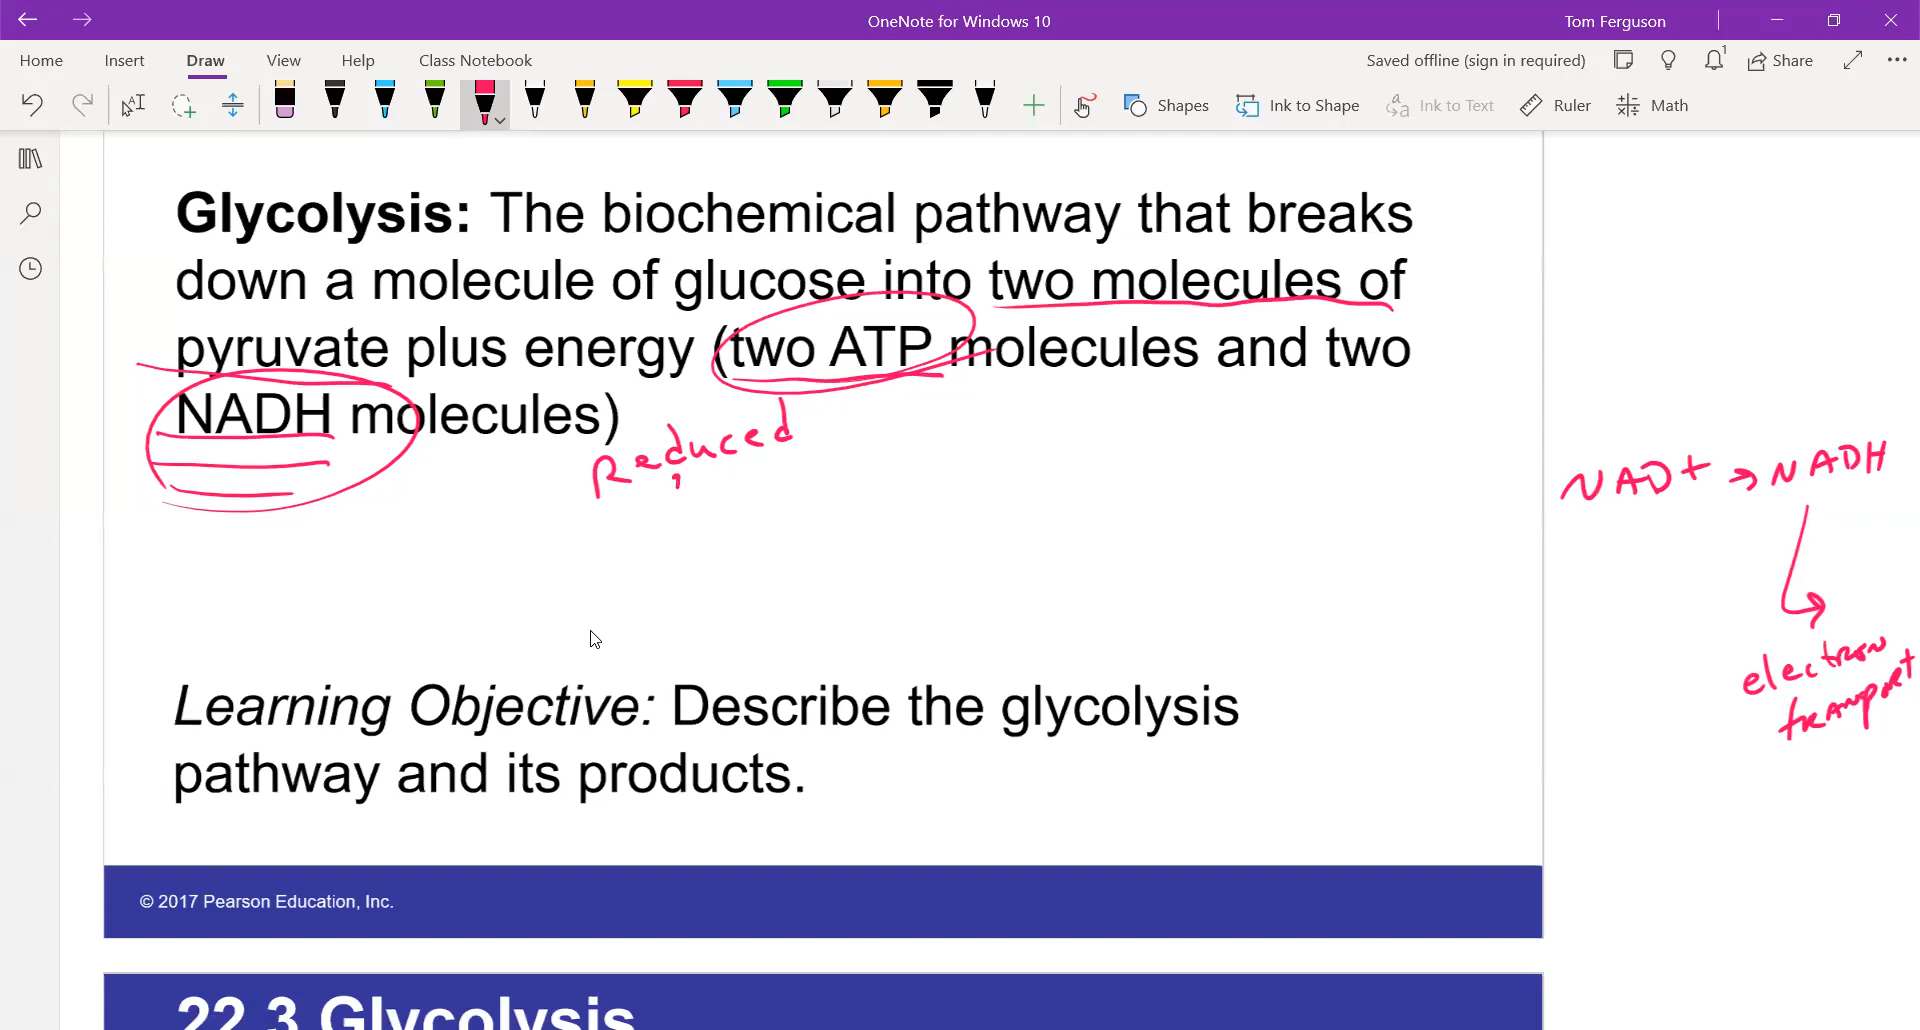 OneNote for Windows 10
Tom Ferguson
Home Insert Draw View Help Class Notebook
Saved offline (sign in required) 1 Share
Shapes Ink to Shape Ink to Text Ruler Math
Glycolysis: The biochemical pathway that breaks
down a molecule of glucose into two molecules of
pyruvate plus energy (two ATP molecules and two
NADH molecules)
Reduced
NAD+ → NADH
electron
transport
Learning Objective: Describe the glycolysis
pathway and its products.
© 2017 Pearson Education, Inc.
22.3 Glycolysis